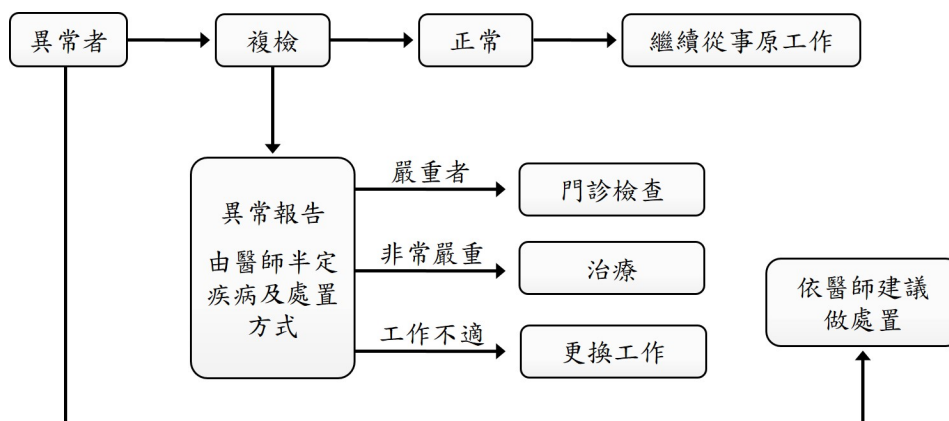 異常者
複檢
正常
繼續從事原工作
異常報告
由醫師半定
疾病及處置
方式
嚴重者
門診檢查
非常嚴重
治療
工作不適
更換工作
依醫師建議
做處置